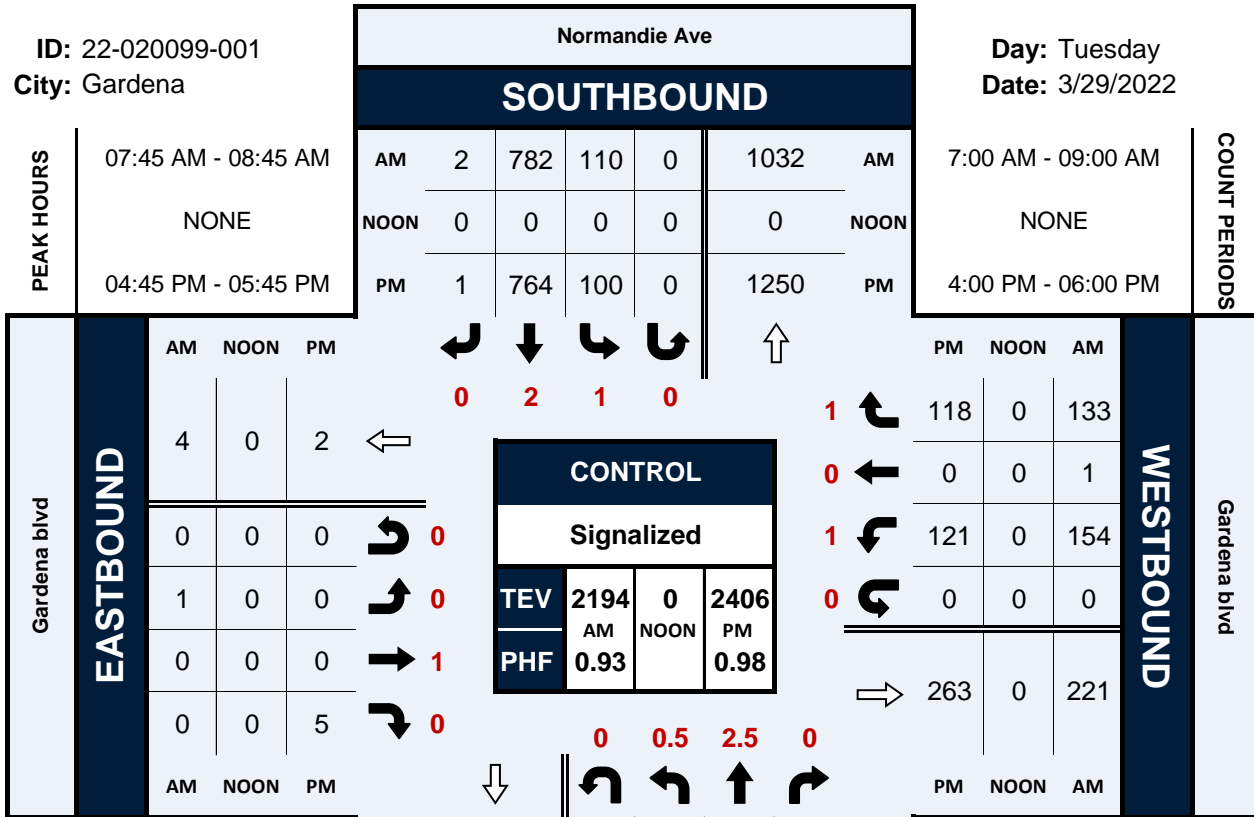 ID: 22-020099-001
City: Gardena
Normandie Ave
SOUTHBOUND
Day: Tuesday
Date: 3/29/2022
PEAK HOURS
07:45 AM - 08:45 AM
NONE
04:45 PM - 05:45 PM
AM 2 782 110 0 1032 AM
NOON 0 0 0 0 0 NOON
PM 1 764 100 0 1250 PM
7:00 AM - 09:00 AM
NONE
4:00 PM - 06:00 PM
COUNT PERIODS
0 2 1 0
Gardena blvd
EASTBOUND
AM NOON PM
4 0 2
0 0 0 0
1 0 0 0
0 0 0 1
0 0 5 0
AM NOON PM
CONTROL
Signalized
TEV 2194 0 2406
AM NOON PM
PHF 0.93 0.98
0 0.5 2.5 0
PM NOON AM
1 118 0 133
0 0 0 1
1 121 0 154
0 0 0 0
263 0 221
PM NOON AM
WESTBOUND
Gardena blvd